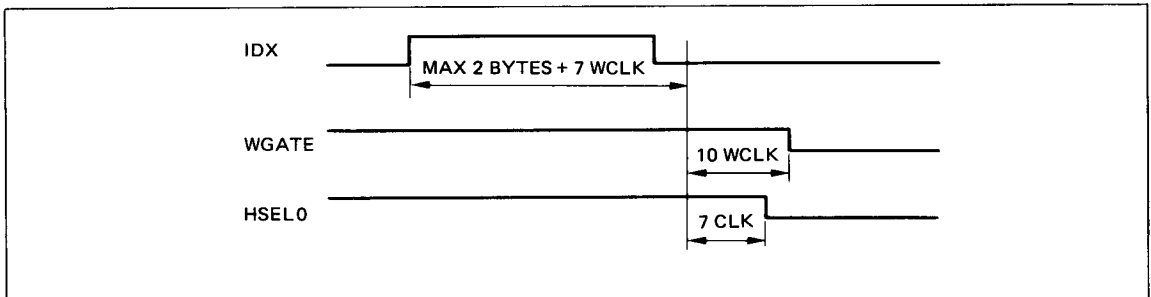 IDX
MAX 2 BYTES + 7 WCLK
WGATE
10 WCLK
HSEL0
7 CLK